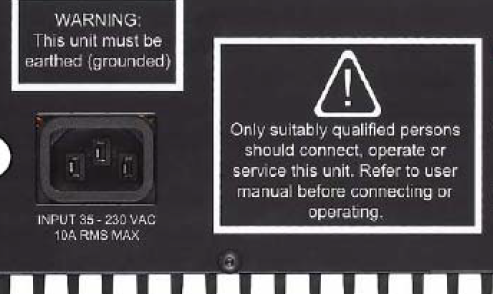 WARNING:
This unit must be
earthed (grounded)
INPUT 35 - 230 VAC
10A RMS MAX
!
Only suitably qualified persons
should connect, operate or
service this unit. Refer to user
manual before connecting or
operating.